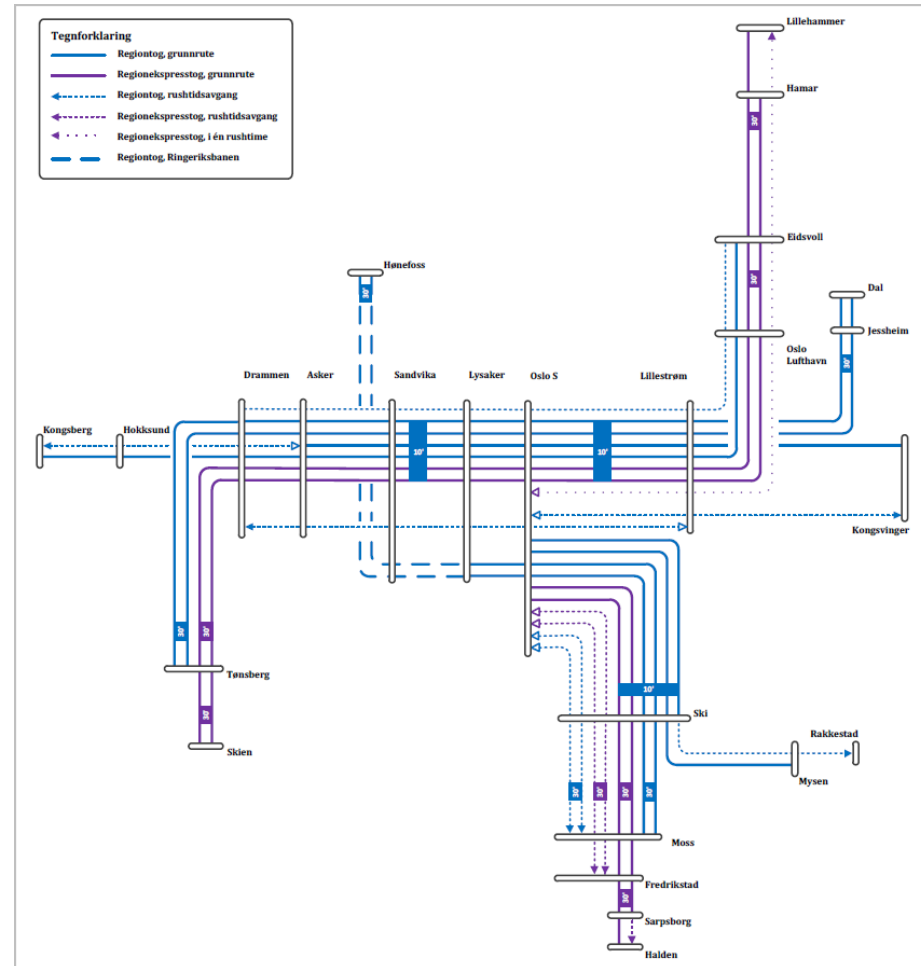 Tegnforklaring
Regiontog, grunnrute
Regionekspresstog, grunnrute
Regiontog, rushtidsavgang
Regionekspresstog, rushtidsavgang
Regionekspresstog, i én rushtime
Regiontog, Ringeriksbanen
Lillehammer
Hamar
30'
Eidsvoll
Hønefoss
30'
30'
Dal
Jessheim
Oslo
Lufthavn
30'
Drammen
Asker
Sandvika
Lysaker
Oslo S
Lillestrøm
Kongsberg
Hokksund
10'
10'
Kongsvinger
30'
30'
Tønsberg
10'
Ski
30'
Skien
Rakkestad
Mysen
30'
30'
30'
30'
Moss
Fredrikstad
30'
Sarpsborg
Halden